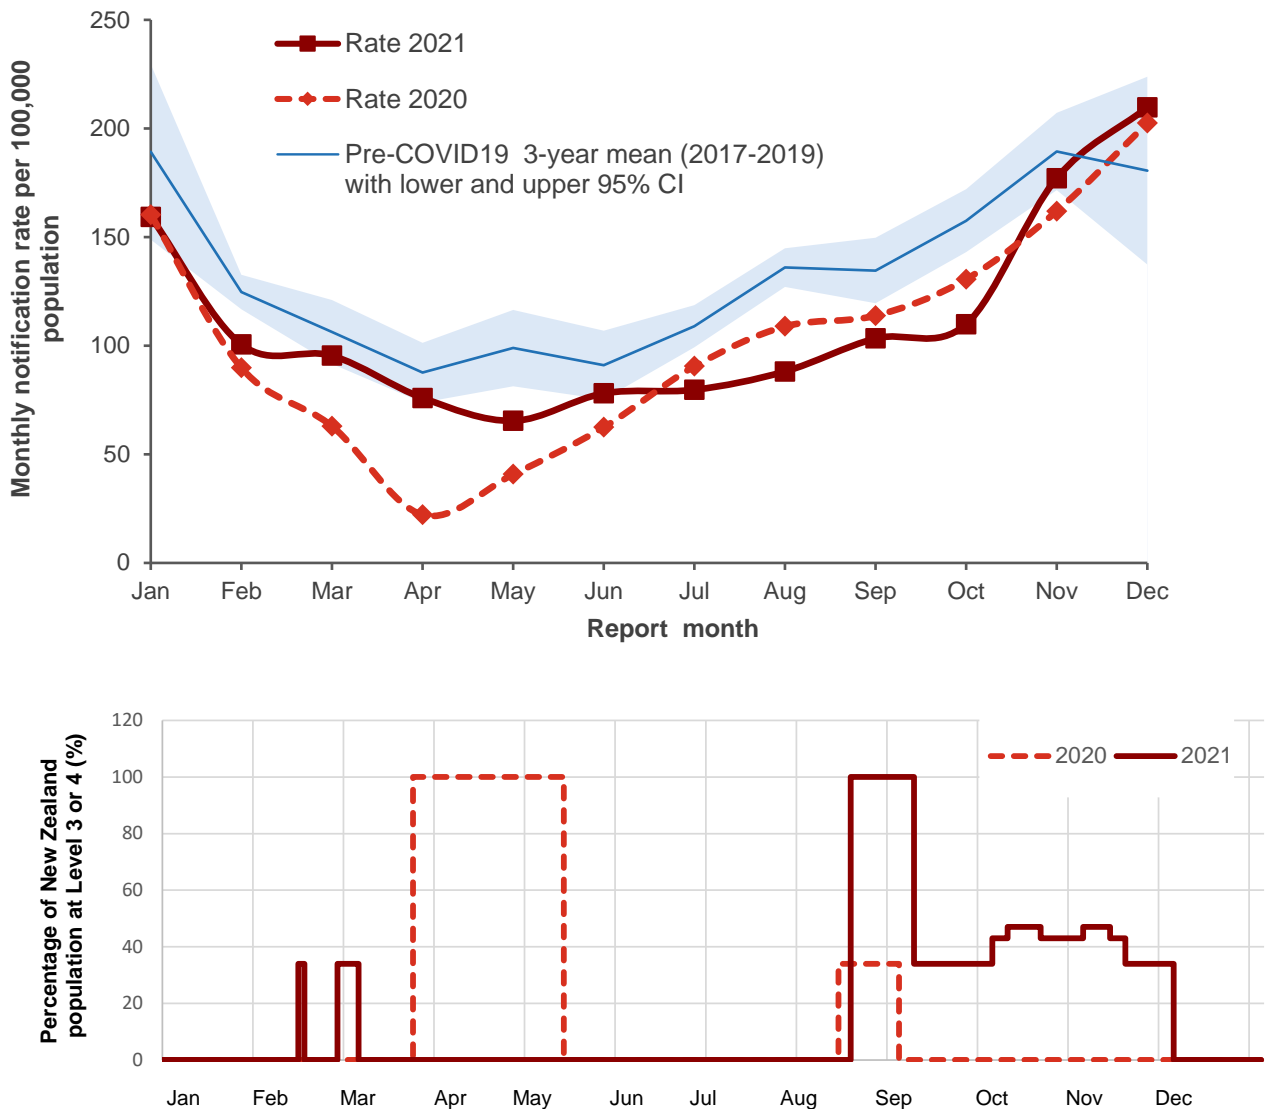 250
200
150
100
50
0
Monthly notification rate per 100,000
population
Rate 2021
Rate 2020
Pre-COVID19 3-year mean (2017-2019)
with lower and upper 95% CI
Jan Feb Mar Apr May Jun Jul Aug Sep Oct Nov Dec
Report month
120
100
80
60
40
20
0
Percentage of New Zealand
population at Level 3 or 4 (%)
2020 2021
Jan Feb Mar Apr May Jun Jul Aug Sep Oct Nov Dec